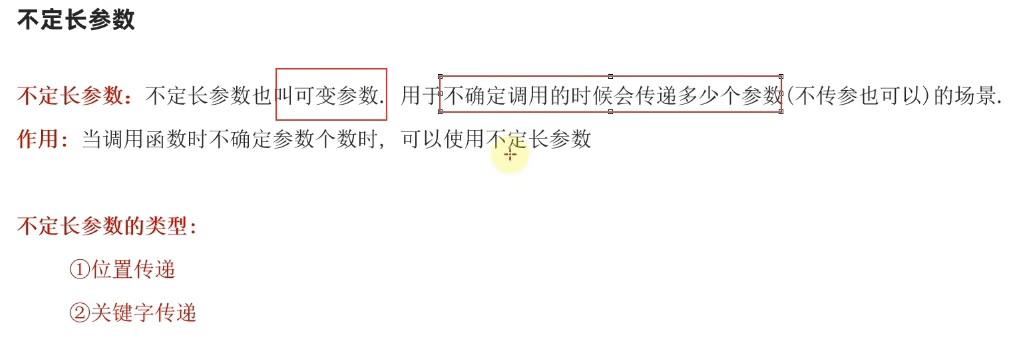 不定长参数
不定长参数：不定长参数也叫可变参数. 用于不确定调用的时候会传递多少个参数(不传参也可以)的场景.
作用：当调用函数时不确定参数个数时, 可以使用不定长参数
不定长参数的类型:
①位置传递
②关键字传递